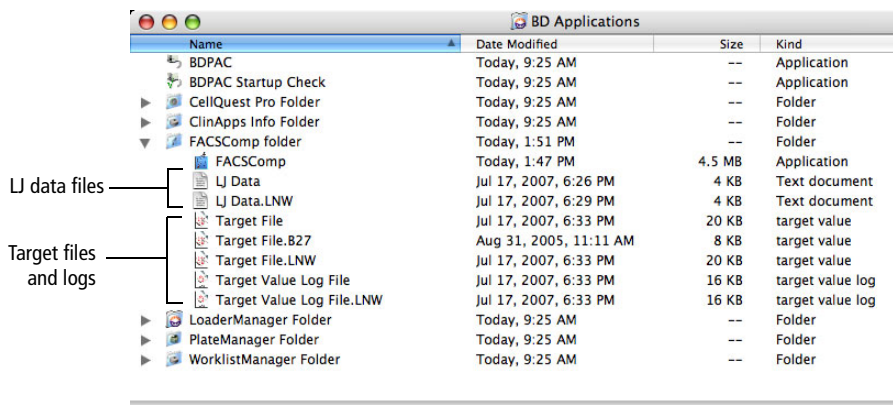 BD Applications
Name Date Modified Size Kind
BDPAC Today, 9:25 AM -- Application
BDPAC Startup Check Today, 9:25 AM -- Application
CellQuest Pro Folder Today, 9:25 AM -- Folder
ClinApps Info Folder Today, 9:25 AM -- Folder
FACSComp folder Today, 1:51 PM -- Folder
FACSComp Today, 1:47 PM 4.5 MB Application
LJ data files
LJ Data Jul 17, 2007, 6:26 PM 4 KB Text document
LJ Data.LNW Jul 17, 2007, 6:29 PM 4 KB Text document
Target files
and logs
Target File Jul 17, 2007, 6:33 PM 20 KB target value
Target File.B27 Aug 31, 2005, 11:11 AM 8 KB target value
Target File.LNW Jul 17, 2007, 6:33 PM 20 KB target value
Target Value Log File Jul 17, 2007, 6:33 PM 16 KB target value log
Target Value Log File.LNW Jul 17, 2007, 6:33 PM 16 KB target value log
LoaderManager Folder Today, 9:25 AM -- Folder
PlateManager Folder Today, 9:25 AM -- Folder
WorklistManager Folder Today, 9:25 AM -- Folder